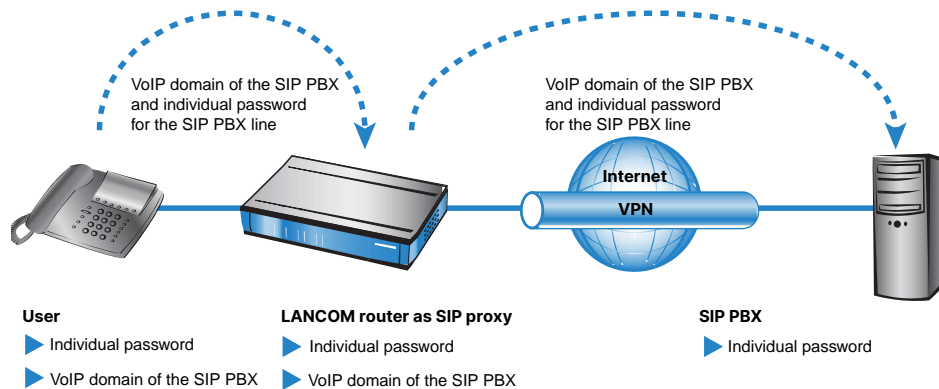 VoIP domain of the SIP PBX
and individual password
for the SIP PBX line
VoIP domain of the SIP PBX
and individual password
for the SIP PBX line
Internet
VPN
User
Individual password
VoIP domain of the SIP PBX
LANCOM router as SIP proxy
Individual password
VoIP domain of the SIP PBX
SIP PBX
Individual password